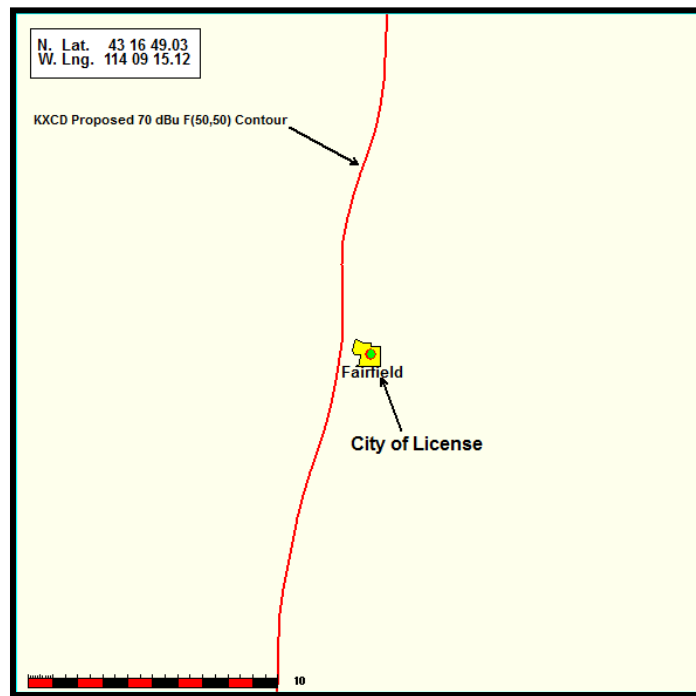 N. Lat. 43 16 49.03
W. Lng. 114 09 15.12
KXCD Proposed 70 dBu F(50,50) Contour
Fairfield
City of License
10